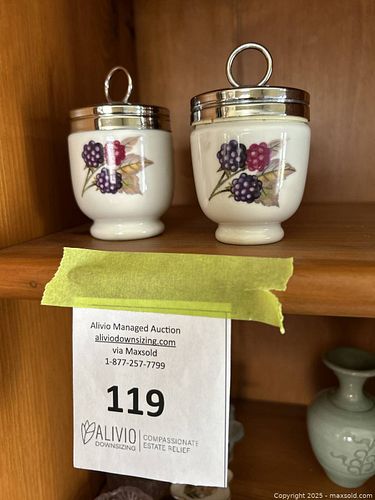 Alivio Managed Auction
aliviodownsizing.com
via Maxsold
1-877-257-7799
119
ALIVIO
DOWNSIZING
COMPASSIONATE
ESTATE RELIEF
Copyright 2025 - maxsold.com